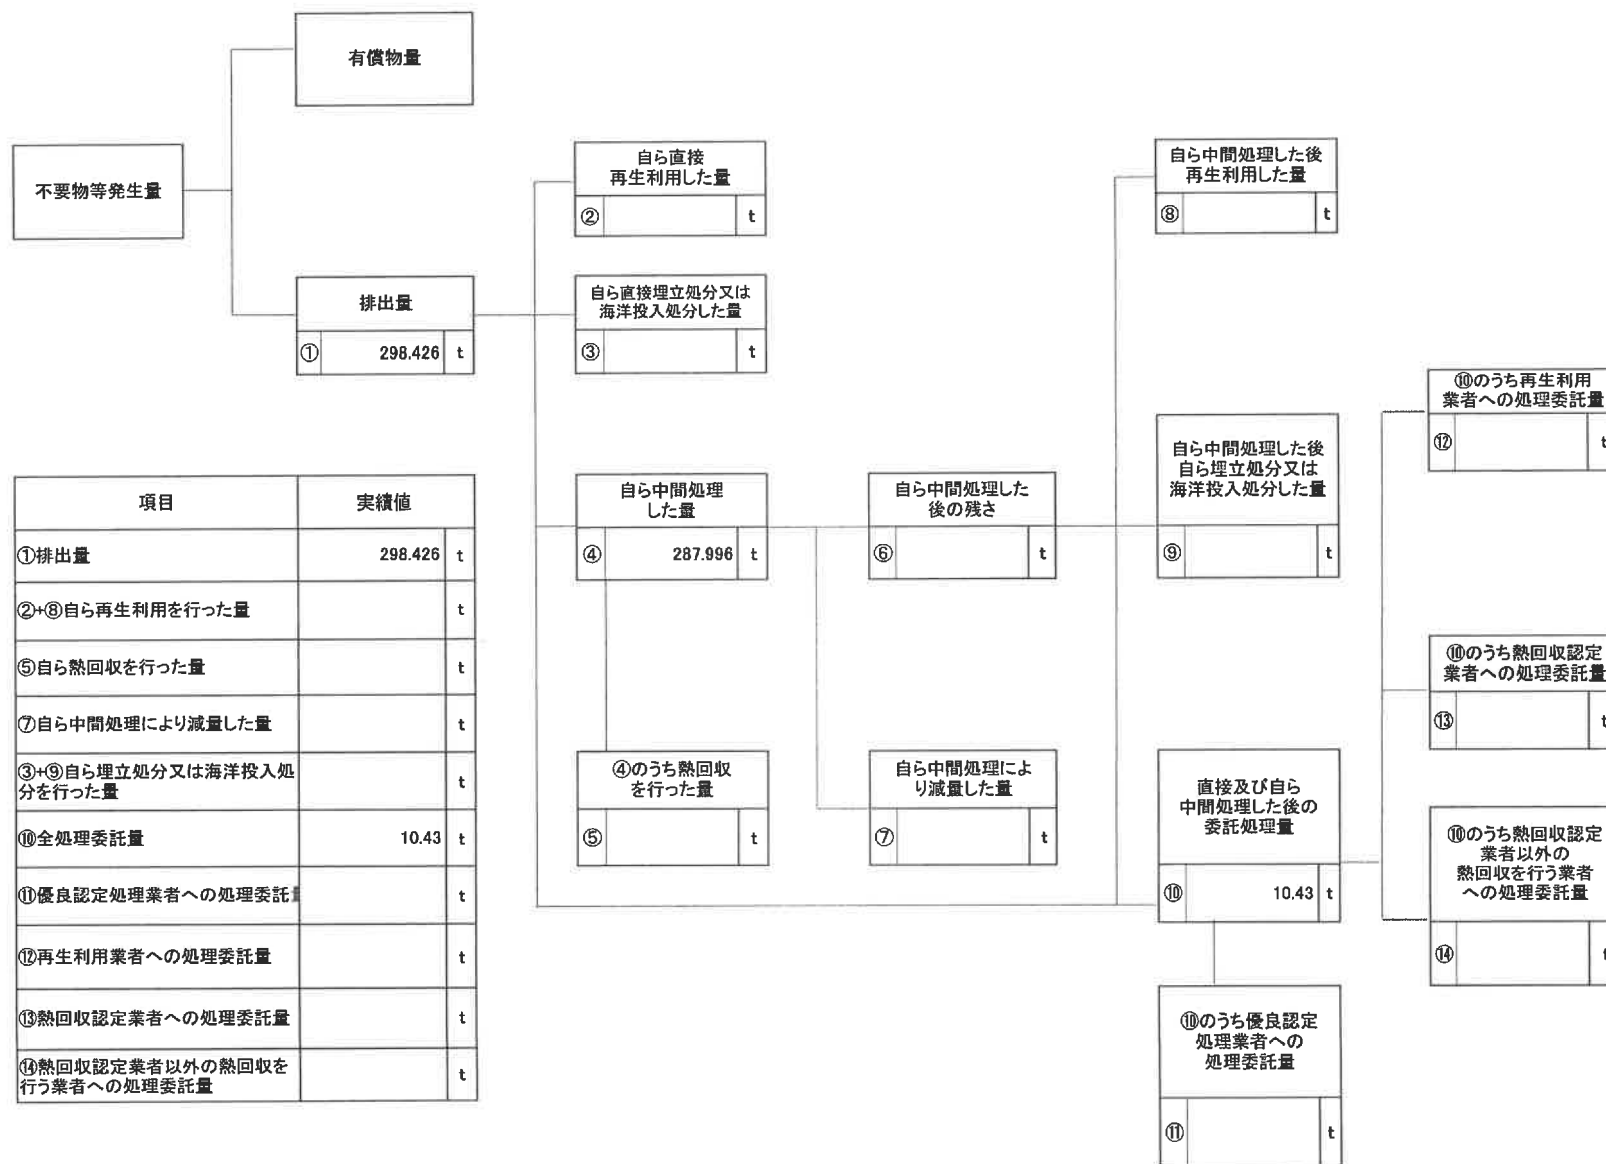 有償物量
不要物等発生量
排出量
① 298.426 t
自ら直接
再生利用した量
② t
自ら直接埋立処分又は
海洋投入処分した量
③ t
自ら中間処理
した量
④ 287.996 t
④のうち熱回収
を行った量
⑤ t
自ら中間処理した
後の残さ
⑥ t
自ら中間処理によ
り減量した量
⑦ t
自ら中間処理した後
再生利用した量
⑧ t
自ら中間処理した後
自ら埋立処分又は
海洋投入処分した量
⑨ t
直接及び自ら
中間処理した後の
委託処理量
⑩ 10.43 t
⑩のうち優良認定
処理業者への
処理委託量
⑪ t
⑩のうち再生利用
業者への処理委託量
⑫ t
⑩のうち熱回収認定
業者への処理委託量
⑬ t
⑩のうち熱回収認定
業者以外の
熱回収を行う業者
への処理委託量
⑭ t
項目 実績値
①排出量 298.426 t
②+⑧自ら再生利用を行った量 t
⑤自ら熱回収を行った量 t
⑦自ら中間処理により減量した量 t
③+⑨自ら埋立処分又は海洋投入処
分を行った量 t
⑩全処理委託量 10.43 t
⑪優良認定処理業者への処理委託 t
⑫再生利用業者への処理委託量 t
⑬熱回収認定業者への処理委託量 t
⑭熱回収認定業者以外の熱回収を
行う業者への処理委託量 t